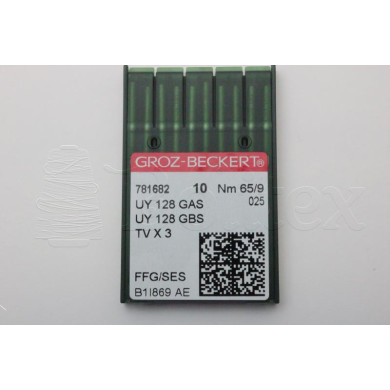 GROZ-BECKERT®
781682 10 Nm 65/9
UY 128 GAS 025
UY 128 GBS
TV X 3
FFG/SES
B1I869 AE